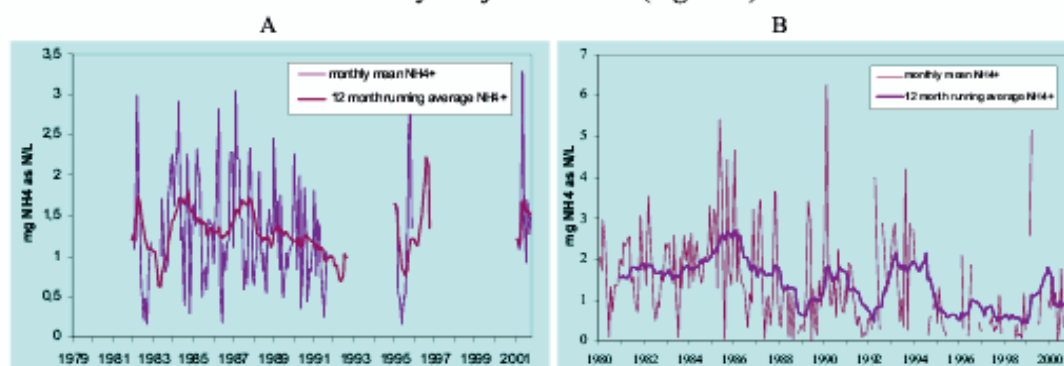 A
B
3,5
3
2,5
2
1,5
1
0,5
0
mg NH4 as N/L
monthly mean NH4+
12 month running average NH4+
1979 1981 1983 1985 1987 1989 1991 1993 1995 1997 1999 2001
7
6
5
4
3
2
1
0
mg NH4 as N/L
monthly mean NH4+
12 month running average NH4+
1980 1982 1984 1986 1988 1990 1992 1994 1996 1998 2000